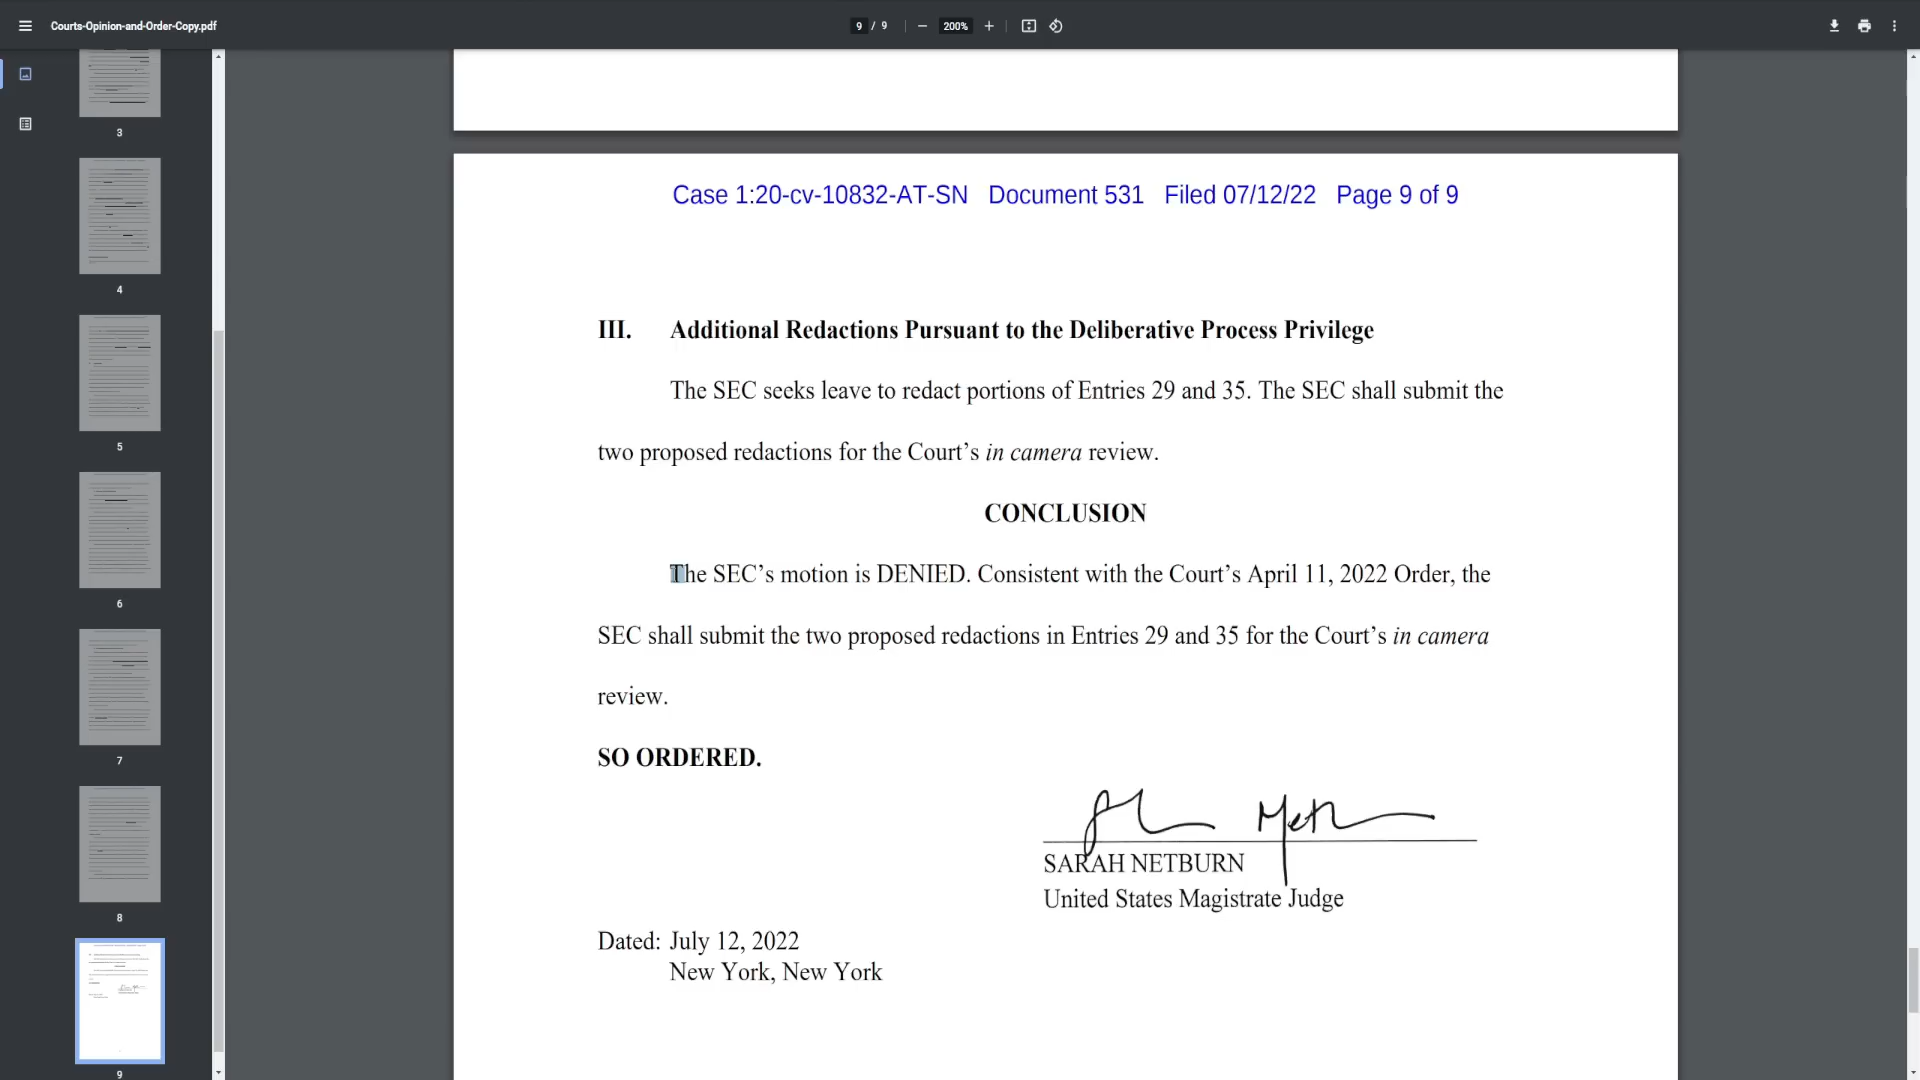 Courts-Opinion-and-Order-Copy.pdf
9 / 9
200%
3
4
5
6
7
8
9
Case 1:20-cv-10832-AT-SN Document 531 Filed 07/12/22 Page 9 of 9
III. Additional Redactions Pursuant to the Deliberative Process Privilege
The SEC seeks leave to redact portions of Entries 29 and 35. The SEC shall submit the
two proposed redactions for the Court’s in camera review.
CONCLUSION
The SEC’s motion is DENIED. Consistent with the Court’s April 11, 2022 Order, the
SEC shall submit the two proposed redactions in Entries 29 and 35 for the Court’s in camera
review.
SO ORDERED.
SARAH NETBURN
United States Magistrate Judge
Dated: July 12, 2022
New York, New York